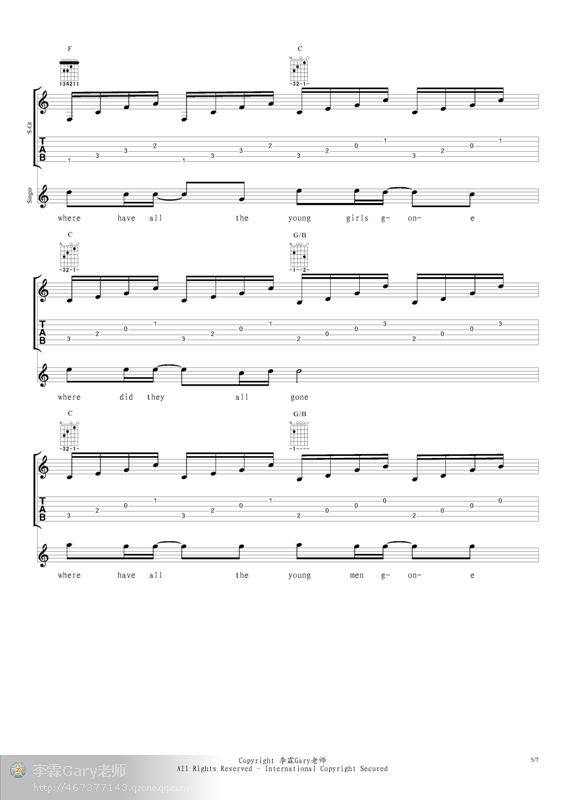 F C
134211 -32-1-
S-Gt
T
A
B
1 3 3 2 1 3 3 2 3 2 0 1 3 2 0 1
Singer
where have all the young girls g- on- e
C G/B
-32-1- -1--2-
T
A
B
3 2 0 1 3 2 0 1 2 0 0 3 2 0 0 3
where did they all gone
C G/B
-32-1- -1----
T
A
B
3 2 0 1 3 2 0 1 2 0 0 0 2 0 0 0
where have all the young men g- on- e
Copyright 李霖Gary老师
All Rights Reserved - International Copyright Secured
5/7
李霖Gary老师
http://467377143.qzone.qq.com